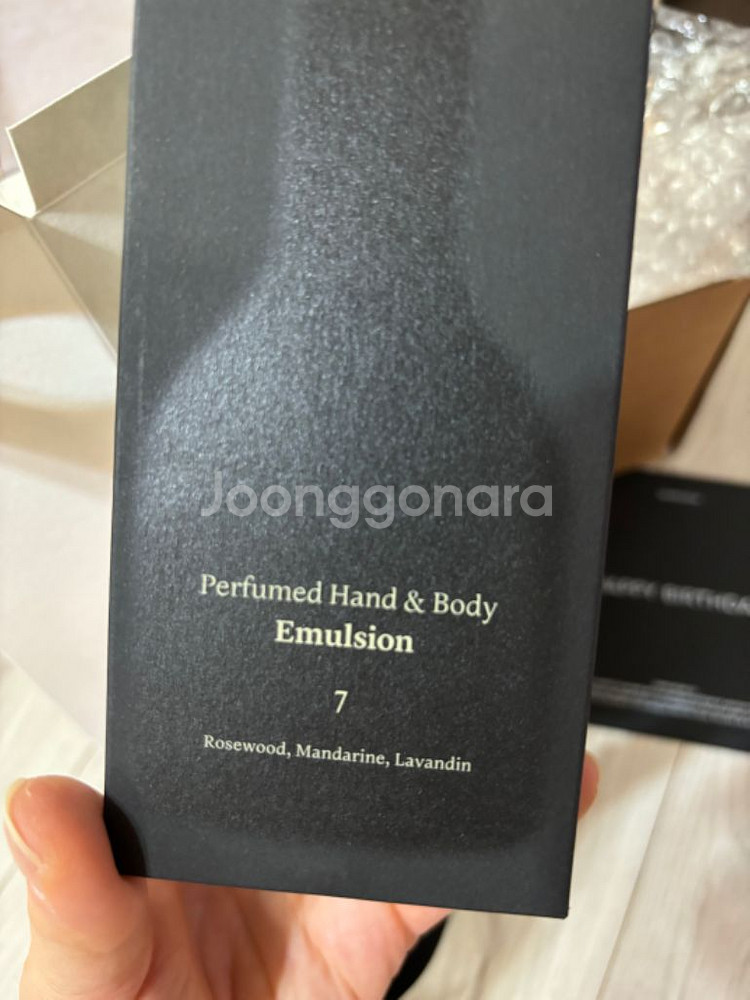 Joonggonara
Perfumed Hand & Body
Emulsion
7
Rosewood, Mandarine, Lavandin